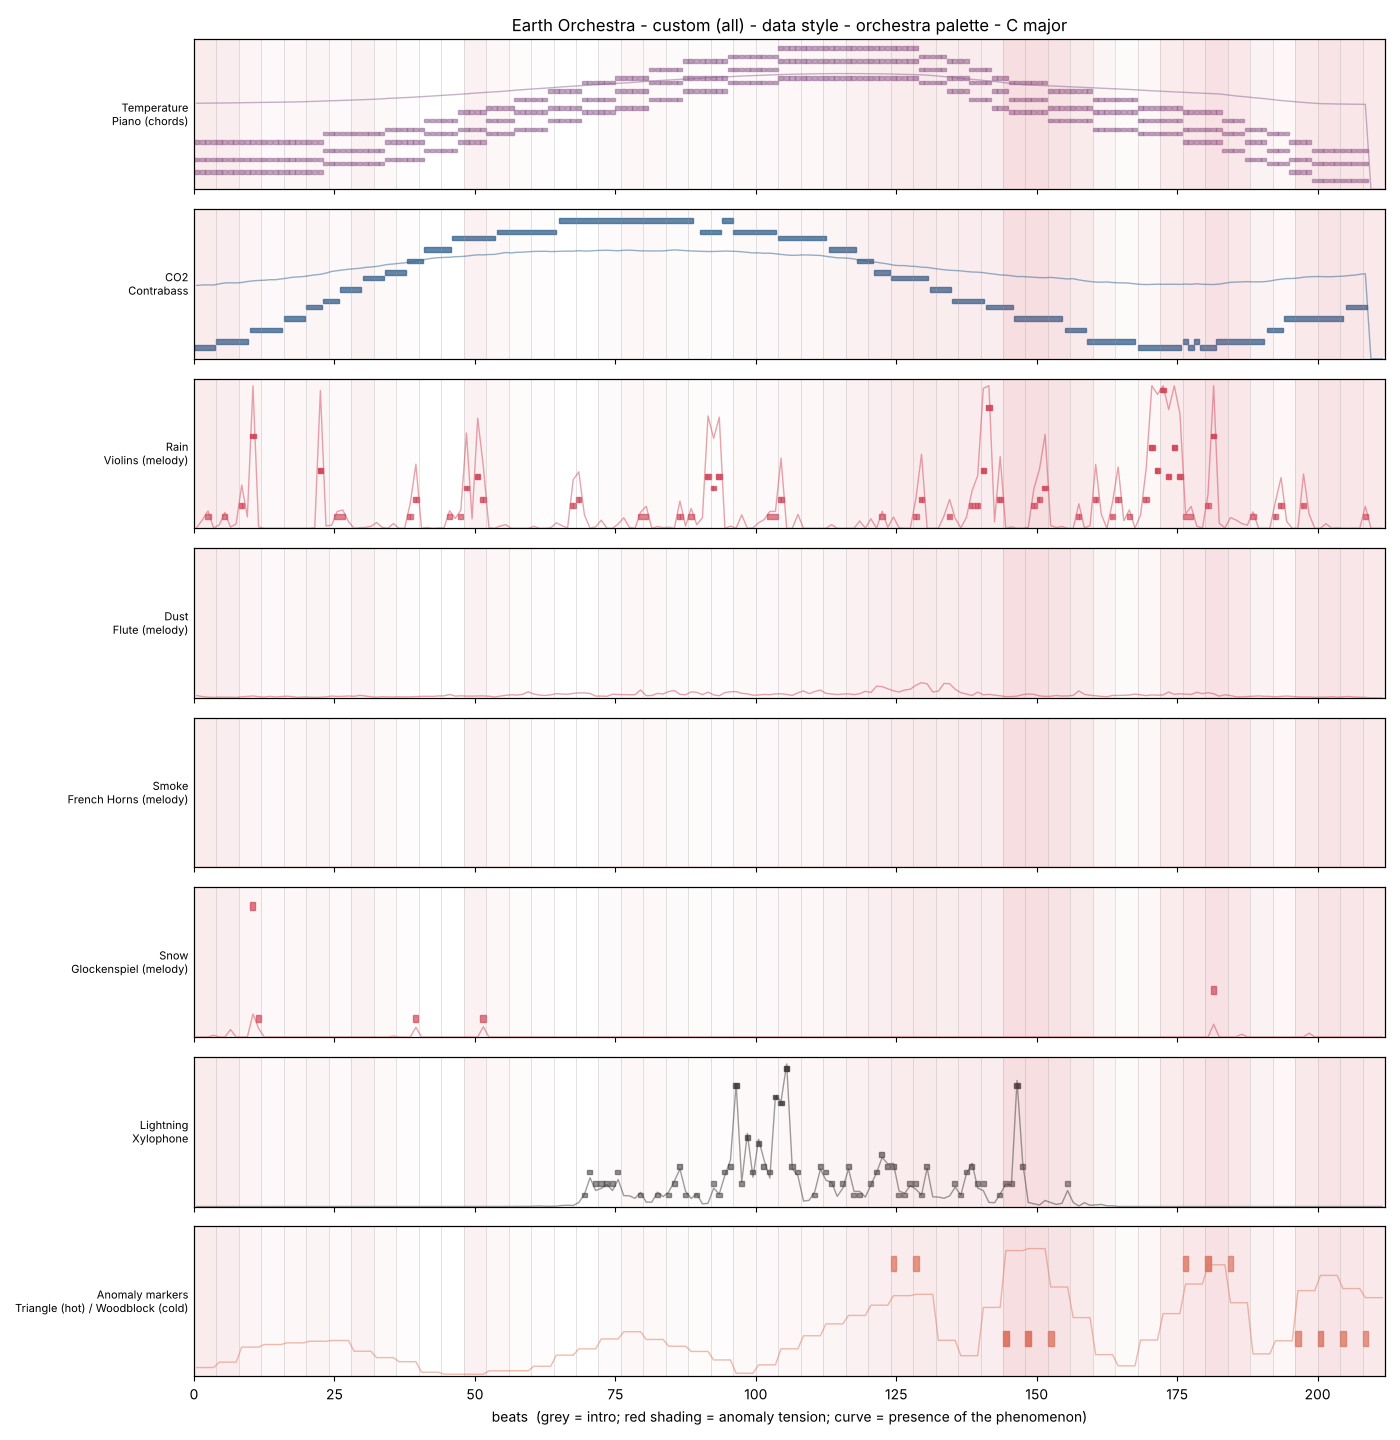 Earth Orchestra - custom (all) - data style - orchestra palette - C major
Temperature
Piano (chords)
CO2
Contrabass
Rain
Violins (melody)
Dust
Flute (melody)
Smoke
French Horns (melody)
Snow
Glockenspiel (melody)
Lightning
Xylophone
Anomaly markers
Triangle (hot) / Woodblock (cold)
0 25 50 75 100 125 150 175 200
beats  (grey = intro; red shading = anomaly tension; curve = presence of the phenomenon)